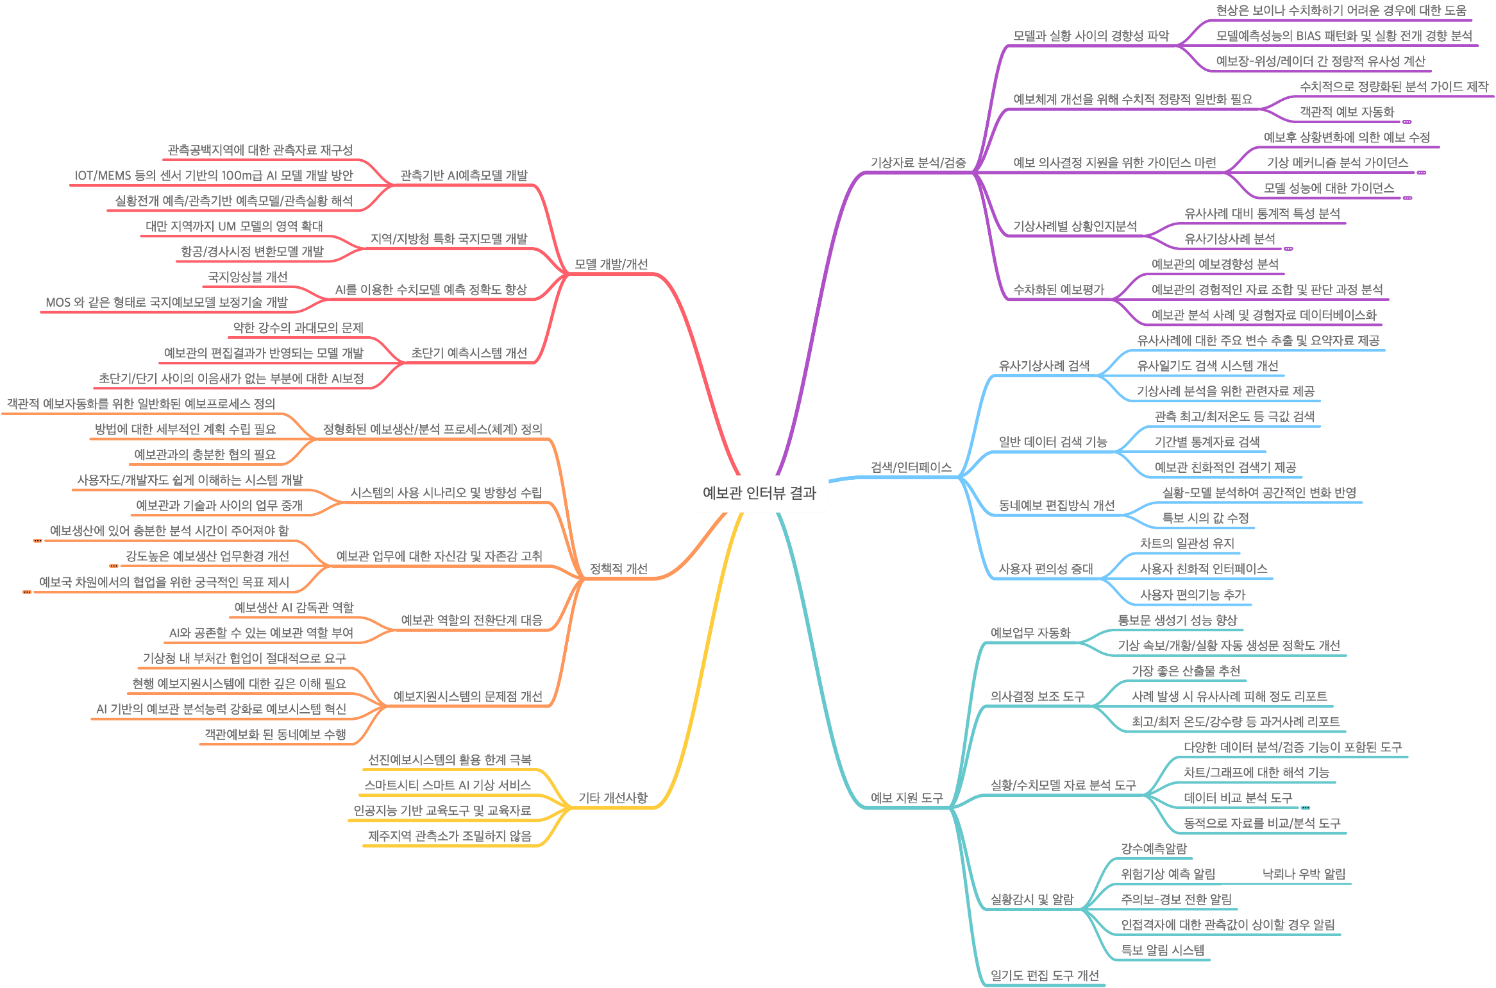 예보관 인터뷰 결과
기상자료 분석/검증
모델과 실황 사이의 경향성 파악
현상은 보이나 수치화하기 어려운 경우에 대한 도움
모델예측성능의 BIAS 패턴화 및 실황 전개 경향 분석
예보장-위성/레이더 간 정량적 유사성 계산
예보체계 개선을 위해 수치적 정량적 일반화 필요
수치적으로 정량화된 분석 가이드 제작
객관적 예보 자동화
예보 의사결정 지원을 위한 가이던스 마련
예보후 상황변화에 의한 예보 수정
기상 메커니즘 분석 가이던스
모델 성능에 대한 가이던스
기상사례별 상황인지분석
유사사례 대비 통계적 특성 분석
유사기상사례 분석
수차화된 예보평가
예보관의 예보경향성 분석
예보관의 경험적인 자료 조합 및 판단 과정 분석
예보관 분석 사례 및 경험자료 데이터베이스화
검색/인터페이스
유사기상사례 검색
유사사례에 대한 주요 변수 추출 및 요약자료 제공
유사일기도 검색 시스템 개선
기상사례 분석을 위한 관련자료 제공
일반 데이터 검색 기능
관측 최고/최저온도 등 극값 검색
기간별 통계자료 검색
예보관 친화적인 검색기 제공
동네예보 편집방식 개선
실황-모델 분석하여 공간적인 변화 반영
특보 시의 값 수정
사용자 편의성 증대
차트의 일관성 유지
사용자 친화적 인터페이스
사용자 편의기능 추가
예보 지원 도구
예보업무 자동화
통보문 생성기 성능 향상
기상 속보/개황/실황 자동 생성문 정확도 개선
의사결정 보조 도구
가장 좋은 산출물 추천
사례 발생 시 유사사례 피해 정도 리포트
최고/최저 온도/강수량 등 과거사례 리포트
실황/수치모델 자료 분석 도구
다양한 데이터 분석/검증 기능이 포함된 도구
차트/그래프에 대한 해석 기능
데이터 비교 분석 도구
동적으로 자료를 비교/분석 도구
실황감시 및 알람
강수예측알람
위험기상 예측 알림
낙뢰나 우박 알림
주의보-경보 전환 알림
인접격자에 대한 관측값이 상이할 경우 알림
특보 알림 시스템
일기도 편집 도구 개선
모델 개발/개선
관측기반 AI예측모델 개발
관측공백지역에 대한 관측자료 재구성
IOT/MEMS 등의 센서 기반의 100m급 AI 모델 개발 방안
실황전개 예측/관측기반 예측모델/관측실황 해석
지역/지방청 특화 국지모델 개발
대만 지역까지 UM 모델의 영역 확대
항공/경사시정 변환모델 개발
AI를 이용한 수치모델 예측 정확도 향상
국지앙상블 개선
MOS 와 같은 형태로 국지예보모델 보정기술 개발
초단기 예측시스템 개선
약한 강수의 과대모의 문제
예보관의 편집결과가 반영되는 모델 개발
초단기/단기 사이의 이음새가 없는 부분에 대한 AI보정
정책적 개선
정형화된 예보생산/분석 프로세스(체계) 정의
객관적 예보자동화를 위한 일반화된 예보프로세스 정의
방법에 대한 세부적인 계획 수립 필요
예보관과의 충분한 협의 필요
시스템의 사용 시나리오 및 방향성 수립
사용자도/개발자도 쉽게 이해하는 시스템 개발
예보관과 기술과 사이의 업무 중개
예보관 업무에 대한 자신감 및 자존감 고취
예보생산에 있어 충분한 분석 시간이 주어져야 함
강도높은 예보생산 업무환경 개선
예보국 차원에서의 협업을 위한 궁극적인 목표 제시
예보관 역할의 전환단계 대응
예보생산 AI 감독관 역할
AI와 공존할 수 있는 예보관 역할 부여
예보지원시스템의 문제점 개선
기상청 내 부처간 협업이 절대적으로 요구
현행 예보지원시스템에 대한 깊은 이해 필요
AI 기반의 예보관 분석능력 강화로 예보시스템 혁신
객관예보화 된 동네예보 수행
기타 개선사항
선진예보시스템의 활용 한계 극복
스마트시티 스마트 AI 기상 서비스
인공지능 기반 교육도구 및 교육자료
제주지역 관측소가 조밀하지 않음